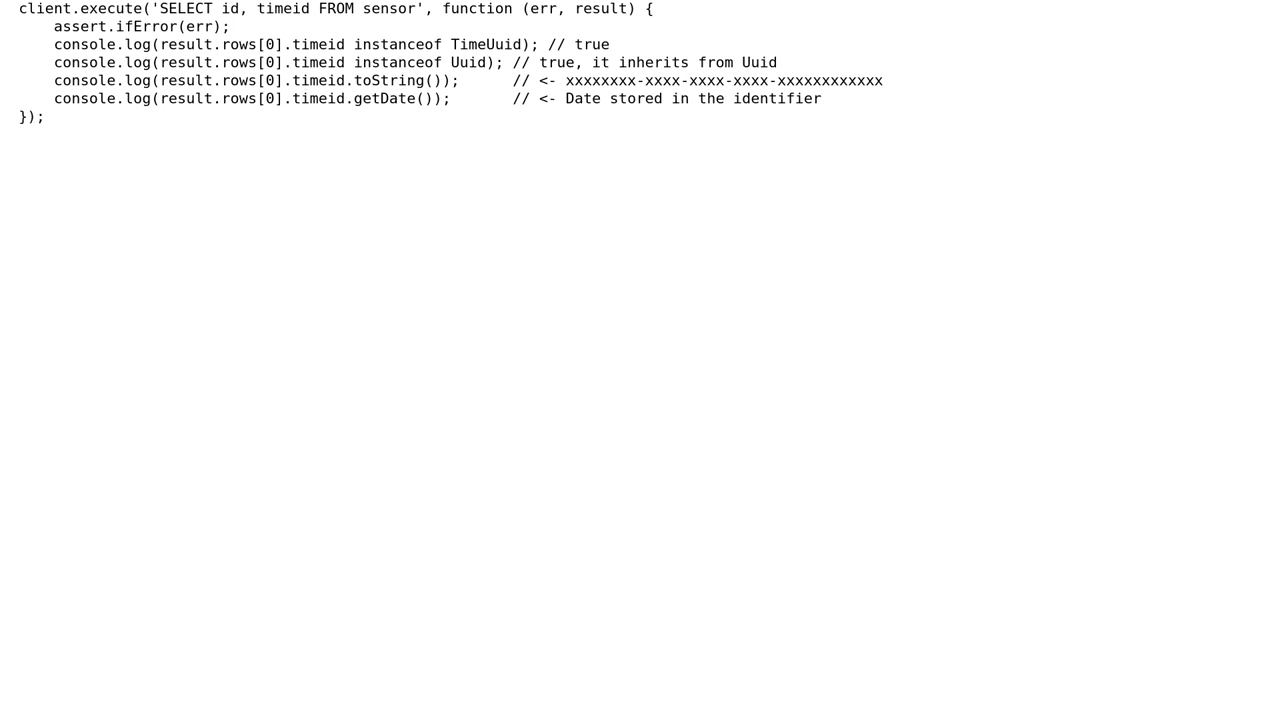 client.execute('SELECT id, timeid FROM sensor', function (err, result) {
    assert.ifError(err);
    console.log(result.rows[0].timeid instanceof TimeUuid); // true
    console.log(result.rows[0].timeid instanceof Uuid); // true, it inherits from Uuid
    console.log(result.rows[0].timeid.toString());      // <- xxxxxxxx-xxxx-xxxx-xxxx-xxxxxxxxxxxx
    console.log(result.rows[0].timeid.getDate());       // <- Date stored in the identifier
});